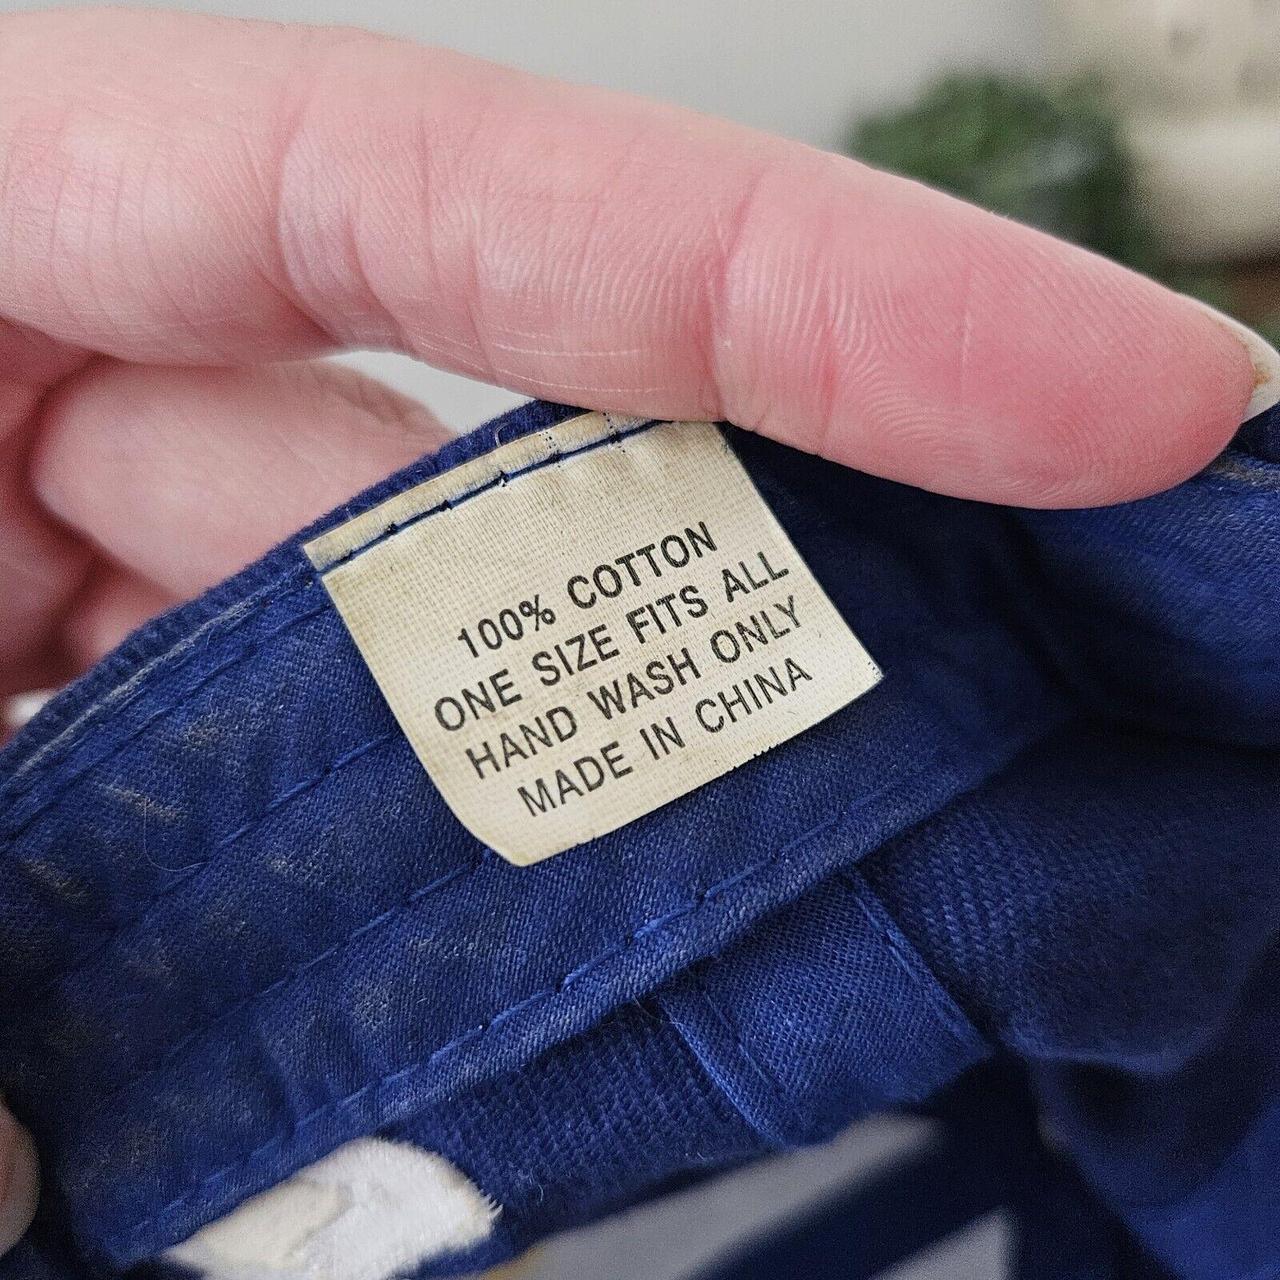 100% COTTON
ONE SIZE FITS ALL
HAND WASH ONLY
MADE IN CHINA